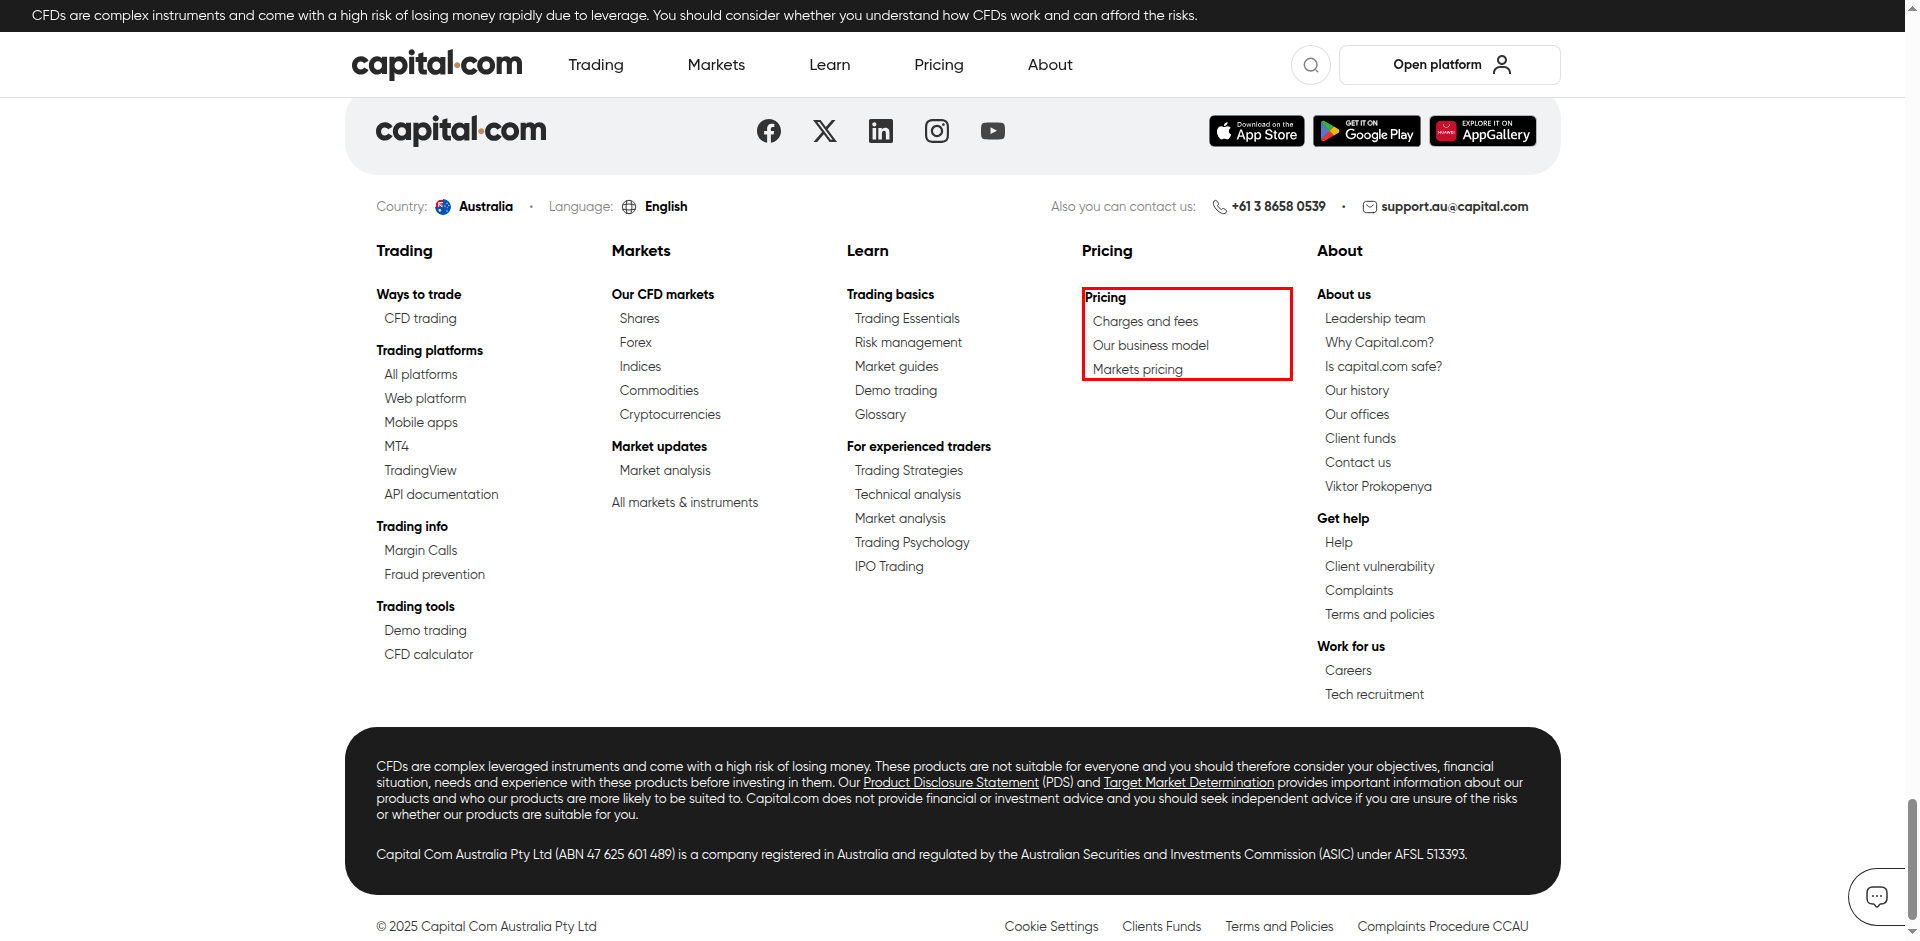 CFDs are complex instruments and come with a high risk of losing money rapidly due to leverage. You should consider whether you understand how CFDs work and can afford the risks.
capital.com
Trading
Markets
Learn
Pricing
About
Open platform
capital.com
Download on the
App Store
GET IT ON
Google Play
HUAWEI
EXPLORE IT ON
AppGallery
Country: Australia
Language: English
Also you can contact us: +61 3 8658 0539 · support.au@capital.com
Trading
Ways to trade
CFD trading
Trading platforms
All platforms
Web platform
Mobile apps
MT4
TradingView
API documentation
Trading info
Margin Calls
Fraud prevention
Trading tools
Demo trading
CFD calculator
Markets
Our CFD markets
Shares
Forex
Indices
Commodities
Cryptocurrencies
Market updates
Market analysis
All markets & instruments
Learn
Trading basics
Trading Essentials
Risk management
Market guides
Demo trading
Glossary
For experienced traders
Trading Strategies
Technical analysis
Market analysis
Trading Psychology
IPO Trading
Pricing
Pricing
Charges and fees
Our business model
Markets pricing
About
About us
Leadership team
Why Capital.com?
Is capital.com safe?
Our history
Our offices
Client funds
Contact us
Viktor Prokopenya
Get help
Help
Client vulnerability
Complaints
Terms and policies
Work for us
Careers
Tech recruitment
CFDs are complex leveraged instruments and come with a high risk of losing money. These products are not suitable for everyone and you should therefore consider your objectives, financial
situation, needs and experience with these products before investing in them. Our Product Disclosure Statement (PDS) and Target Market Determination provides important information about our
products and who our products are more likely to be suited to. Capital.com does not provide financial or investment advice and you should seek independent advice if you are unsure of the risks
or whether our products are suitable for you.
Capital Com Australia Pty Ltd (ABN 47 625 601 489) is a company registered in Australia and regulated by the Australian Securities and Investments Commission (ASIC) under AFSL 513393.
© 2025 Capital Com Australia Pty Ltd
Cookie Settings
Clients Funds
Terms and Policies
Complaints Procedure CCAU